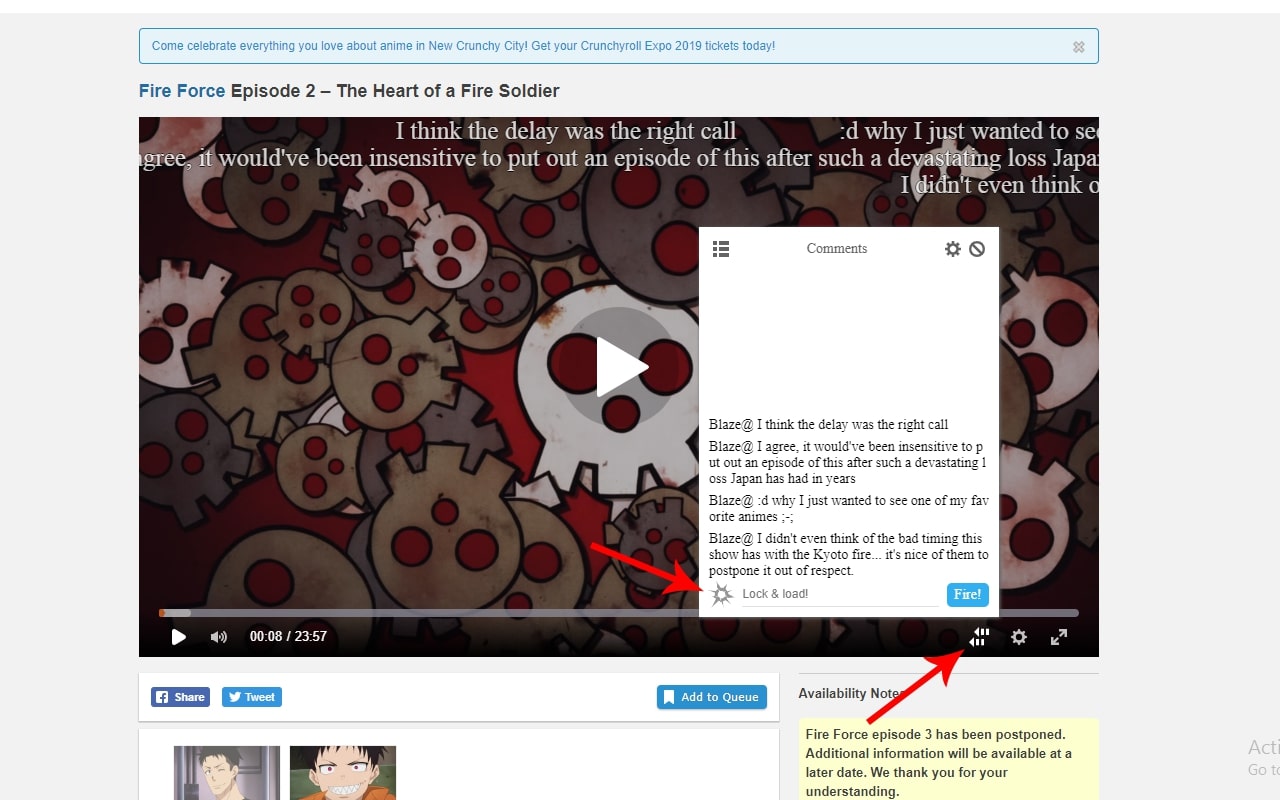 Come celebrate everything you love about anime in New Crunchy City! Get your Crunchyroll Expo 2019 tickets today!
Fire Force Episode 2 – The Heart of a Fire Soldier
I think the delay was the right call
:d why I just wanted to see
agree, it would've been insensitive to put out an episode of this after such a devastating loss Japa
I didn't even think o
Comments
Blaze@ I think the delay was the right call
Blaze@ I agree, it would've been insensitive to p
ut out an episode of this after such a devastating l
oss Japan has had in years
Blaze@ :d why I just wanted to see one of my fav
orite animes ;-;
Blaze@ I didn't even think of the bad timing this
show has with the Kyoto fire... it's nice of them to
postpone it out of respect.
Lock & load!
Fire!
00:08 / 23:57
Share
Tweet
Add to Queue
Availability Notes
Fire Force episode 3 has been postponed.
Additional information will be available at a
later date. We thank you for your
understanding.
Acti
Go to